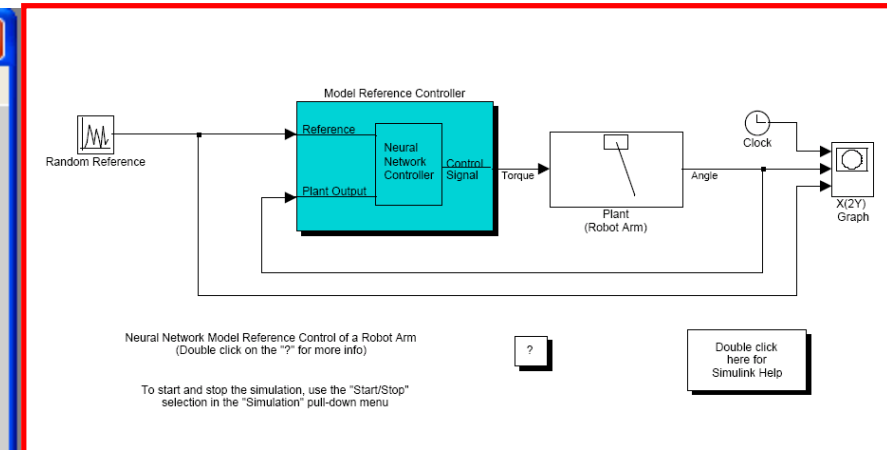 Model Reference Controller
Random Reference
Reference
Plant Output
Neural
Network
Controller
Control
Signal
Torque
Plant
(Robot Arm)
Angle
Clock
X(2Y)
Graph
Neural Network Model Reference Control of a Robot Arm
(Double click on the "?" for more info)
To start and stop the simulation, use the "Start/Stop"
selection in the "Simulation" pull-down menu
?
Double click
here for
Simulink Help